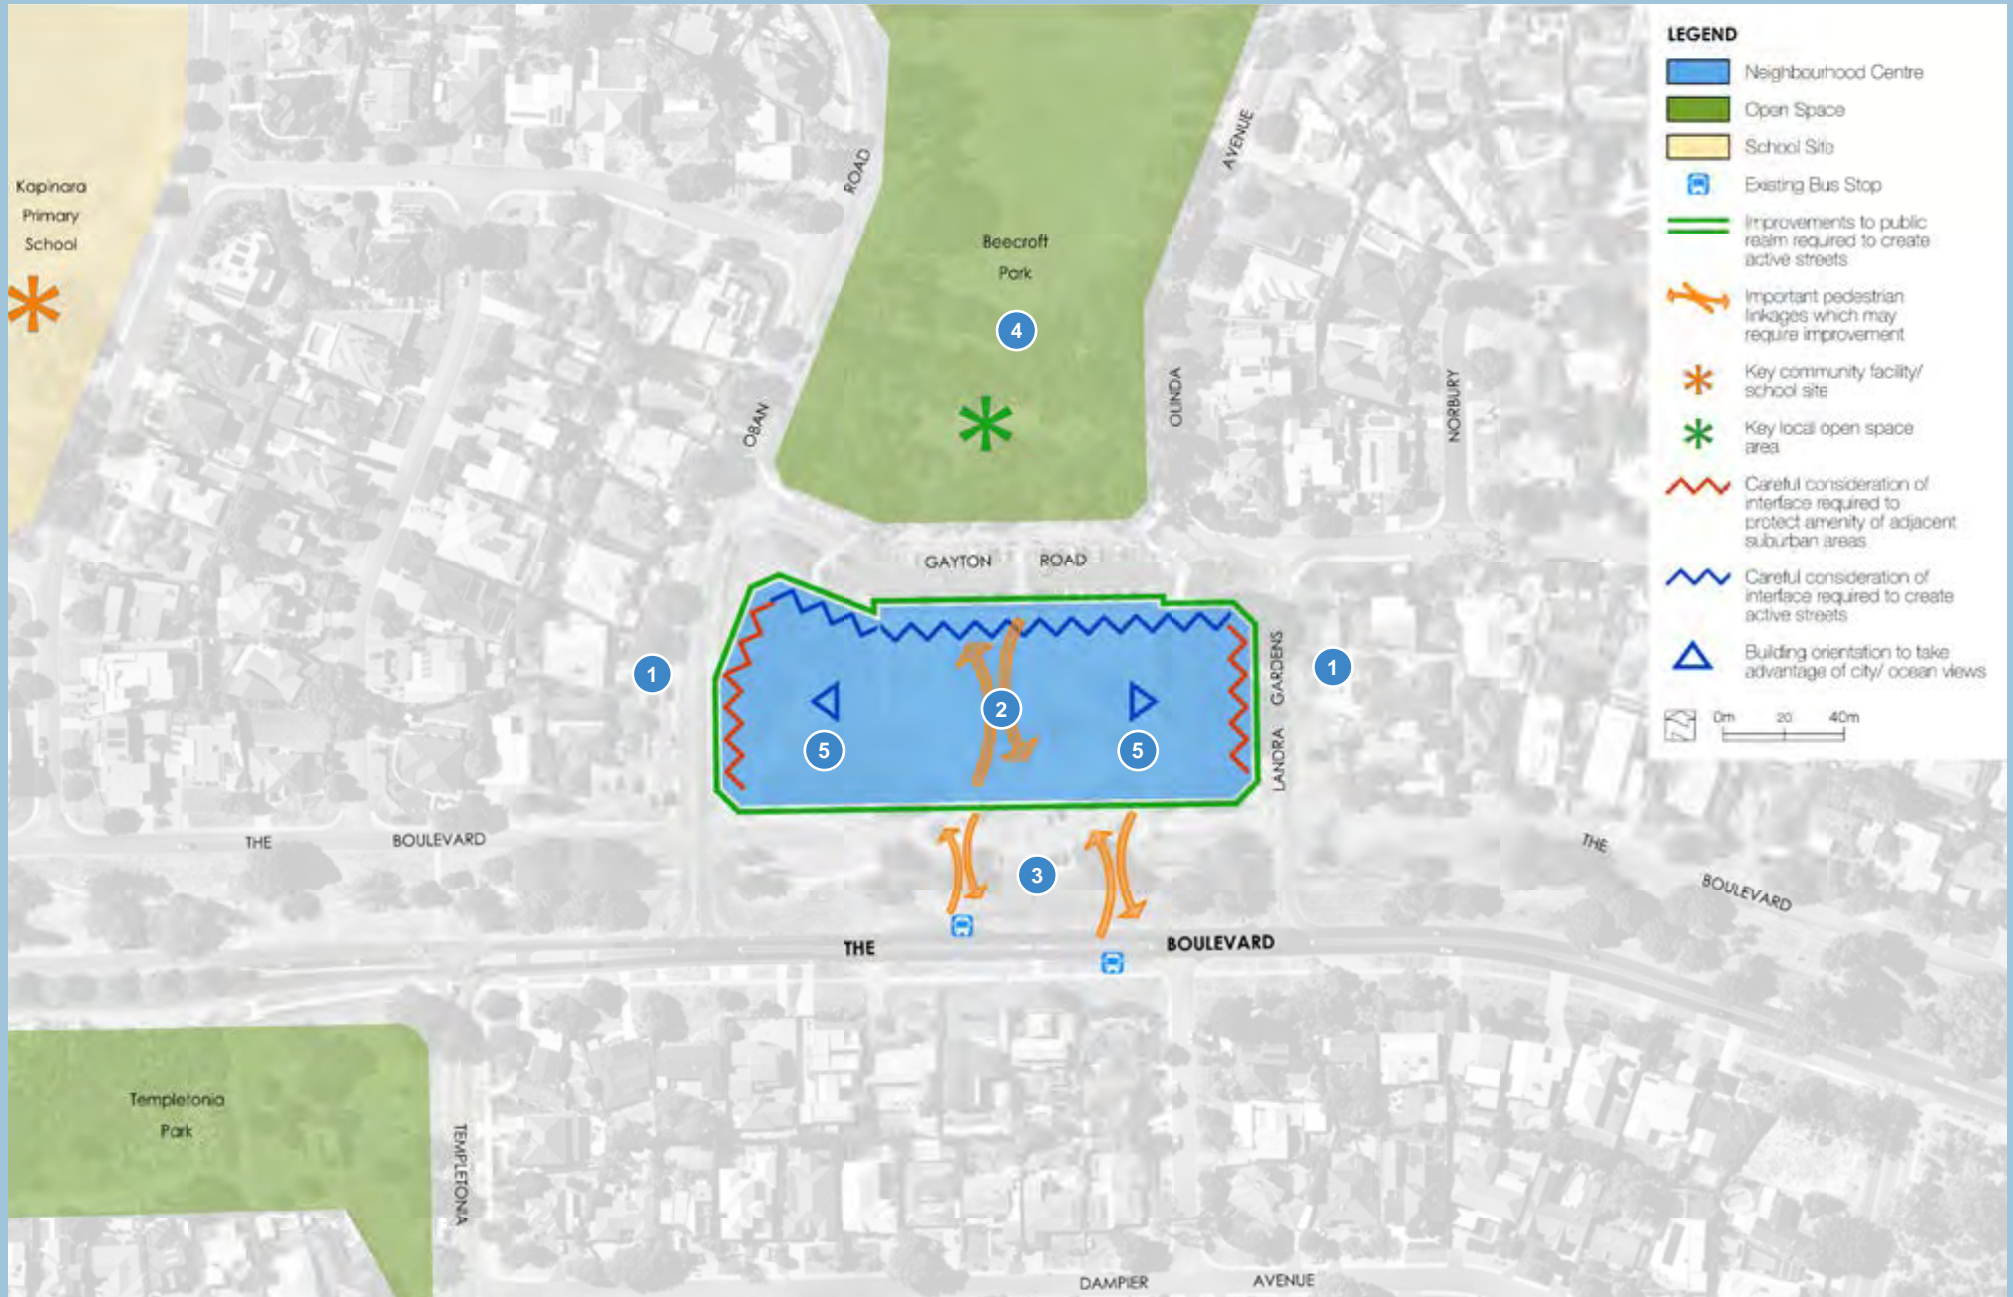 LEGEND
Neighbourhood Centre
Open Space
School Site
Existing Bus Stop
Improvements to public
realm required to create
active streets
Important pedestrian
linkages which may
require improvement
Key community facility/
school site
Key local open space
area
Careful consideration of
interface required to
protect amenity of adjacent
suburban areas
Careful consideration of
interface required to create
active streets
Building orientation to take
advantage of city/ ocean views
0m 20 40m
Kapinara
Primary
School
ROAD
AVENUE
Beecroft
Park
4
OBAN
OLINDA
NORBURY
GAYTON ROAD
1
1
2
5
5
LANDRA GARDENS
THE BOULEVARD
3
THE BOULEVARD
THE BOULEVARD
Templetonia
Park
TEMPLETONIA
DAMPIER AVENUE